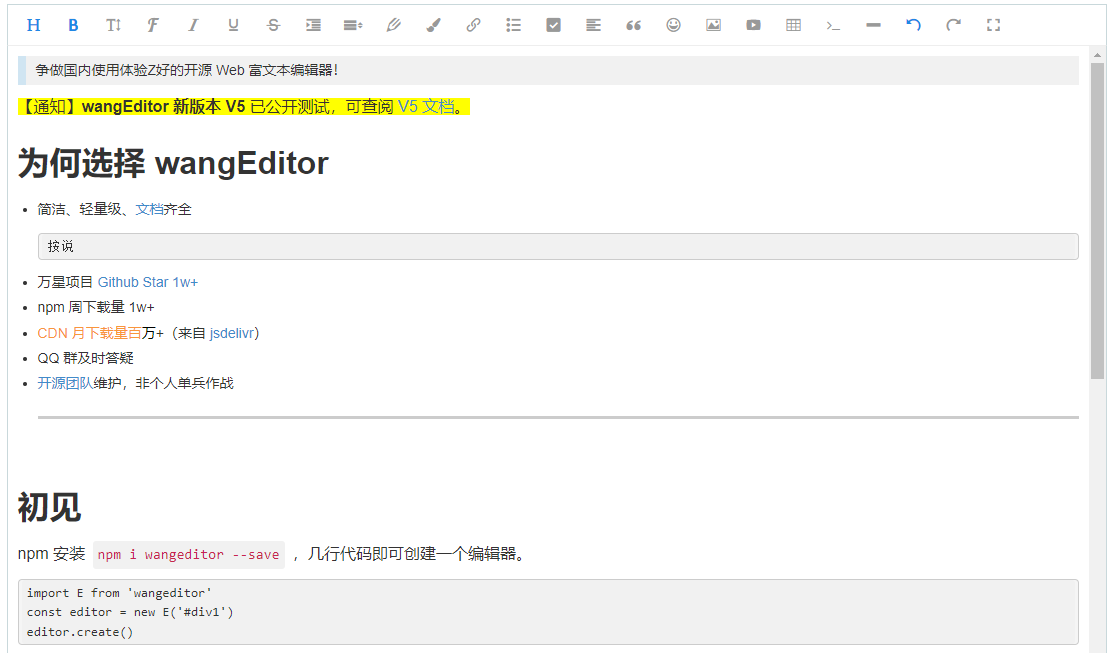 争做国内使用体验Z好的开源 Web 富文本编辑器！
【通知】wangEditor 新版本 V5 已公开测试，可查阅 V5 文档。
为何选择 wangEditor
简洁、轻量级、文档齐全
按说
万星项目 Github Star 1w+
npm 周下载量 1w+
CDN 月下载量百万+（来自 jsdelivr）
QQ 群及时答疑
开源团队维护，非个人单兵作战
初见
npm 安装 npm i wangeditor --save ，几行代码即可创建一个编辑器。
import E from 'wangeditor'
const editor = new E('#div1')
editor.create()